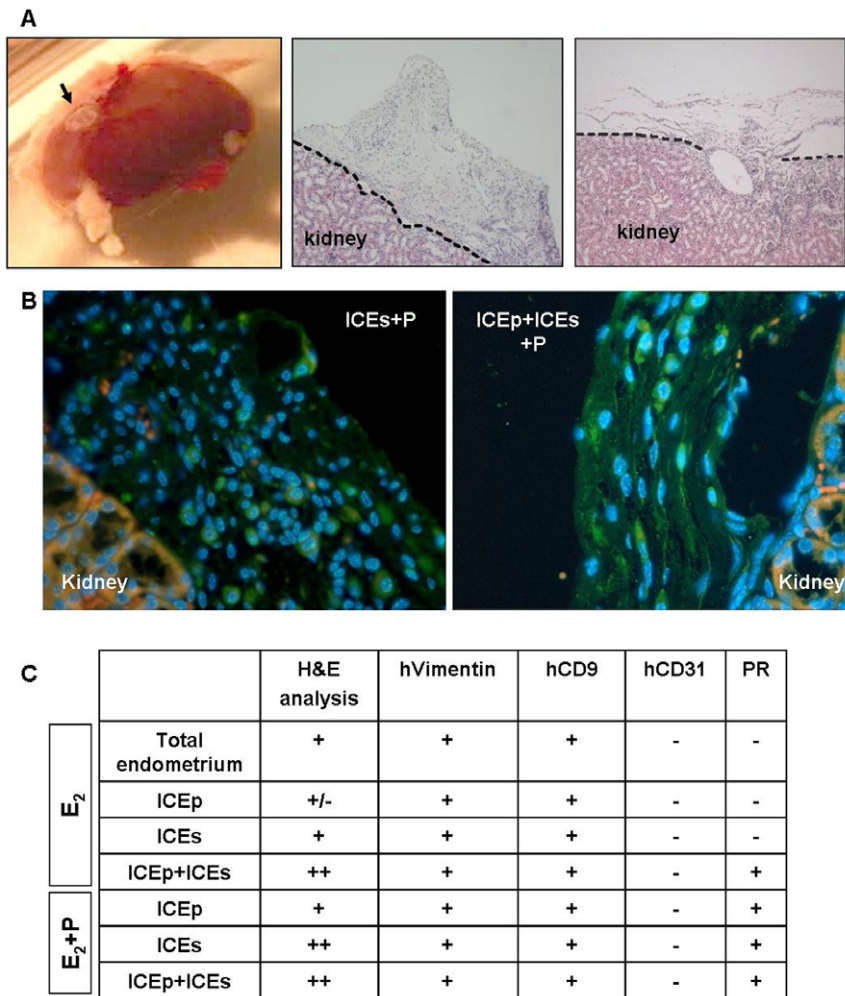 A
kidney
kidney
B
ICEs+P
ICEp+ICEs
+P
Kidney
Kidney
C
H&E analysis hVimentin hCD9 hCD31 PR
E₂
Total endometrium + + + - -
ICEp +/- + + - -
ICEs + + + - -
ICEp+ICEs ++ + + - +
E₂+P
ICEp + + + - +
ICEs ++ + + - +
ICEp+ICEs ++ + + - +